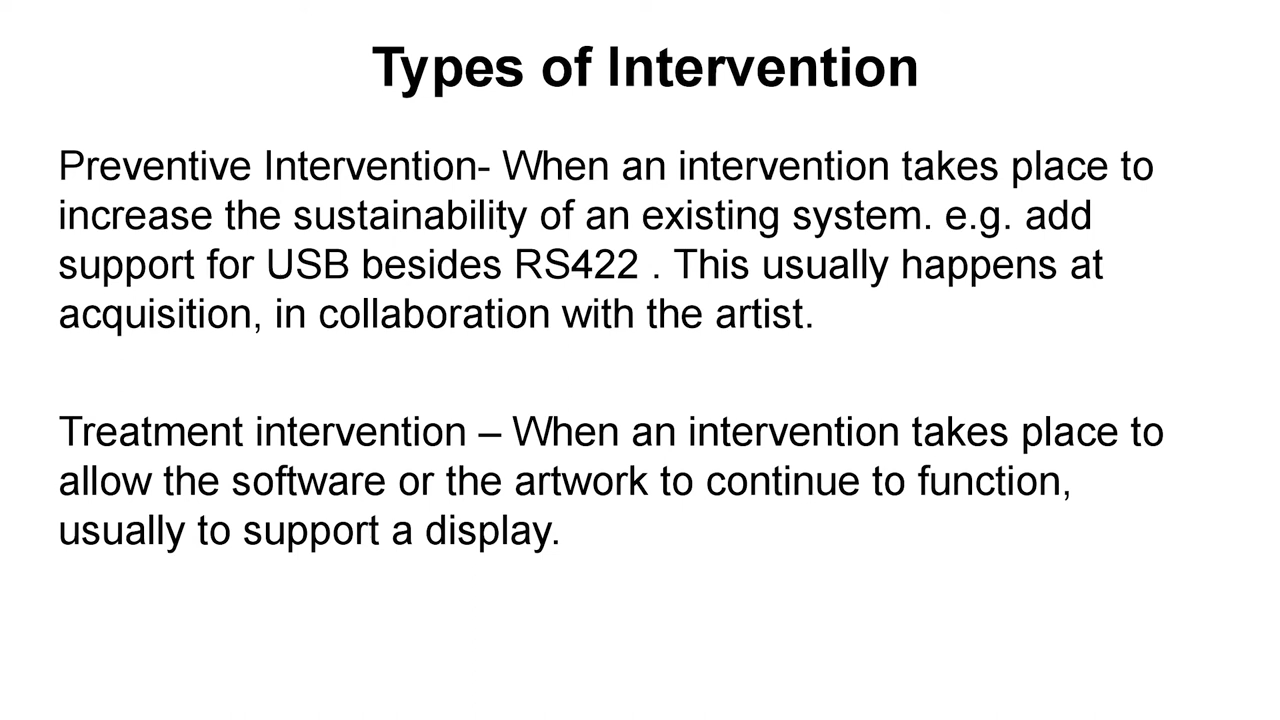 Types of Intervention
Preventive Intervention- When an intervention takes place to
increase the sustainability of an existing system. e.g. add
support for USB besides RS422 . This usually happens at
acquisition, in collaboration with the artist.
Treatment intervention – When an intervention takes place to
allow the software or the artwork to continue to function,
usually to support a display.